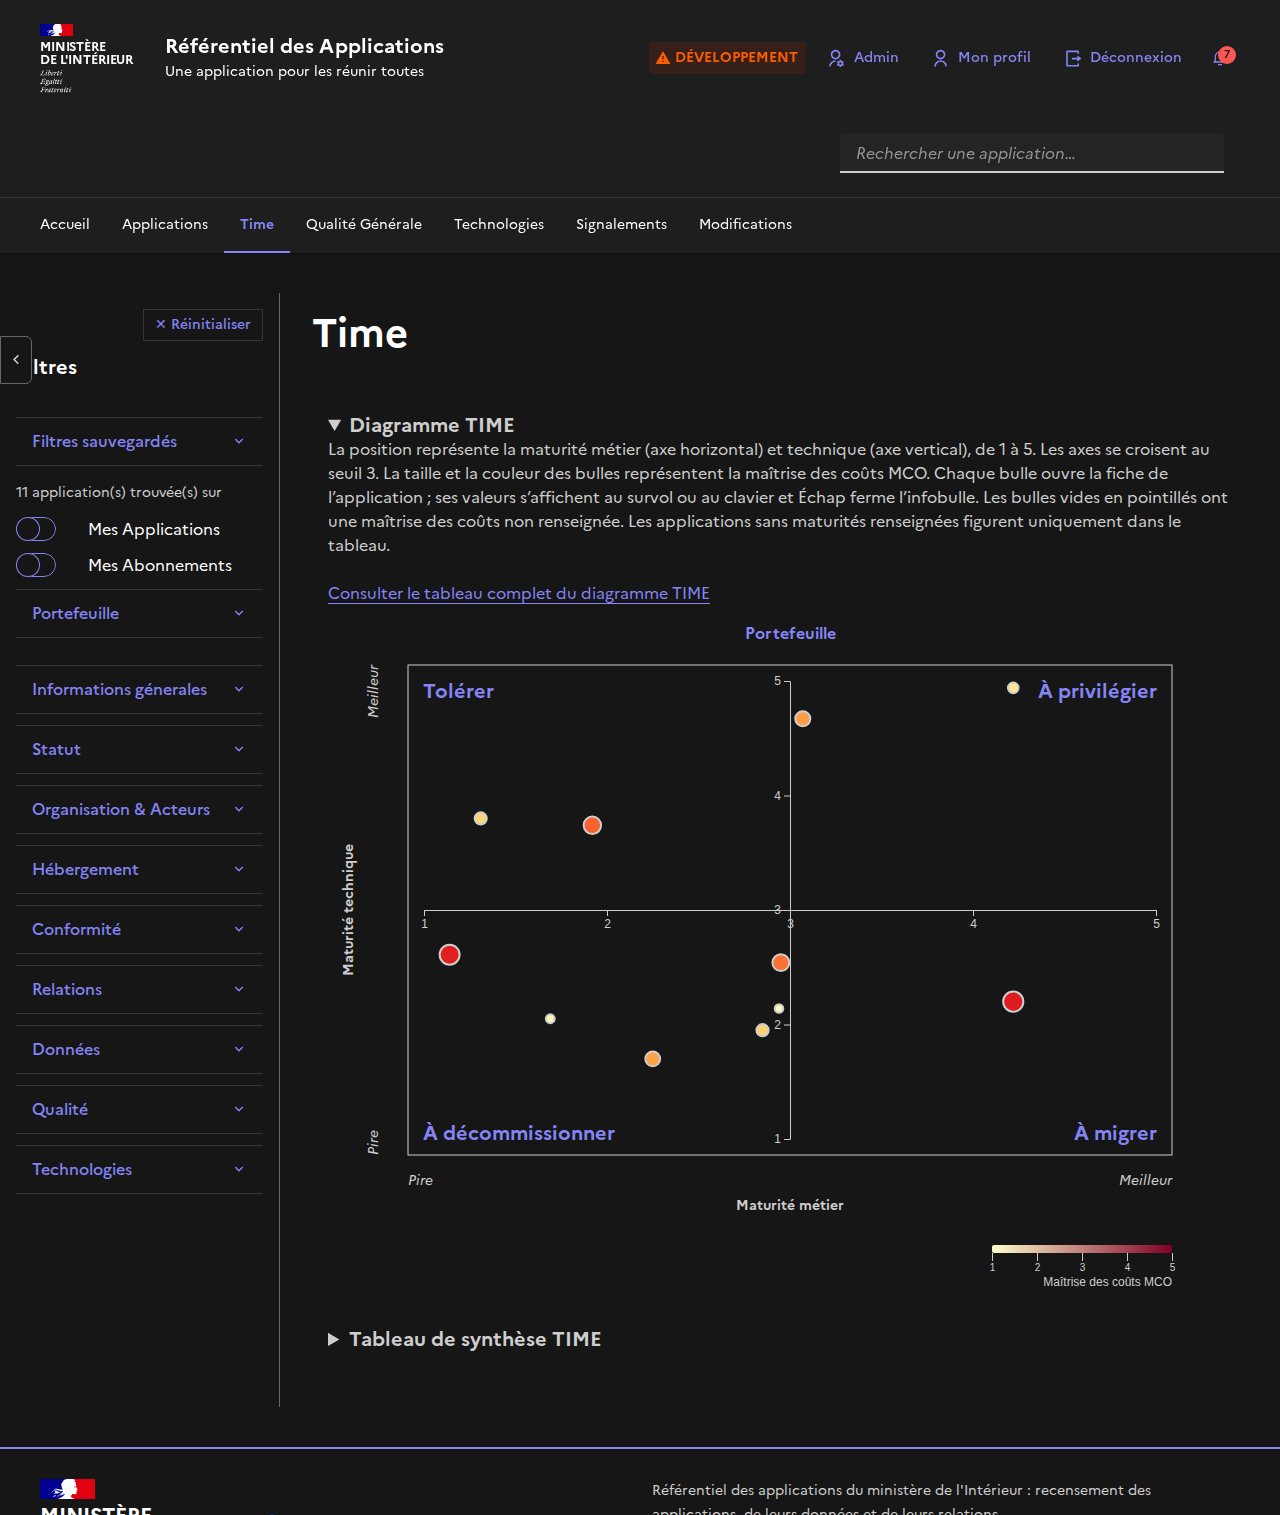 MINISTÈRE
DE L'INTÉRIEUR
Liberté
Égalité
Fraternité
Référentiel des Applications
Une application pour les réunir toutes
DÉVELOPPEMENT
Admin
Mon profil
Déconnexion
7
Rechercher une application...
Accueil
Applications
Time
Qualité Générale
Technologies
Signalements
Modifications
× Réinitialiser
ltres
Filtres sauvegardés
11 application(s) trouvée(s) sur
Mes Applications
Mes Abonnements
Portefeuille
Informations génerales
Statut
Organisation & Acteurs
Hébergement
Conformité
Relations
Données
Qualité
Technologies
Time
Diagramme TIME
La position représente la maturité métier (axe horizontal) et technique (axe vertical), de 1 à 5. Les axes se croisent au
seuil 3. La taille et la couleur des bulles représentent la maîtrise des coûts MCO. Chaque bulle ouvre la fiche de
l’application ; ses valeurs s’affichent au survol ou au clavier et Échap ferme l’infobulle. Les bulles vides en pointillés ont
une maîtrise des coûts non renseignée. Les applications sans maturités renseignées figurent uniquement dans le
tableau.
Consulter le tableau complet du diagramme TIME
Portefeuille
Meilleur
Tolérer
5
À privilégier
4
Maturité technique
3
1
2
3
4
5
2
Pire
À décommissionner
1
À migrer
Pire
Meilleur
Maturité métier
1
2
3
4
5
Maîtrise des coûts MCO
Tableau de synthèse TIME
MINISTÈRE
Référentiel des applications du ministère de l'Intérieur : recensement des
applications, de leurs données et de leurs relations